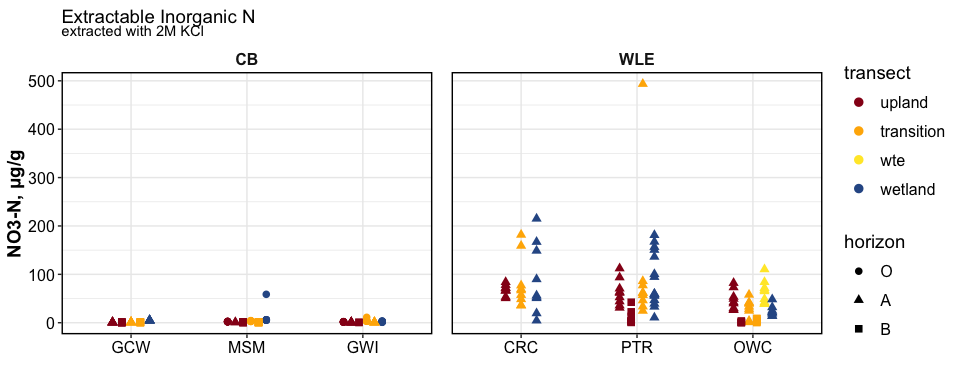 Extractable Inorganic N
extracted with 2M KCl
CB
WLE
NO3-N, μg/g
500
400
300
200
100
0
GCW MSM GWI
CRC PTR OWC
transect
upland
transition
wte
wetland
horizon
O
A
B